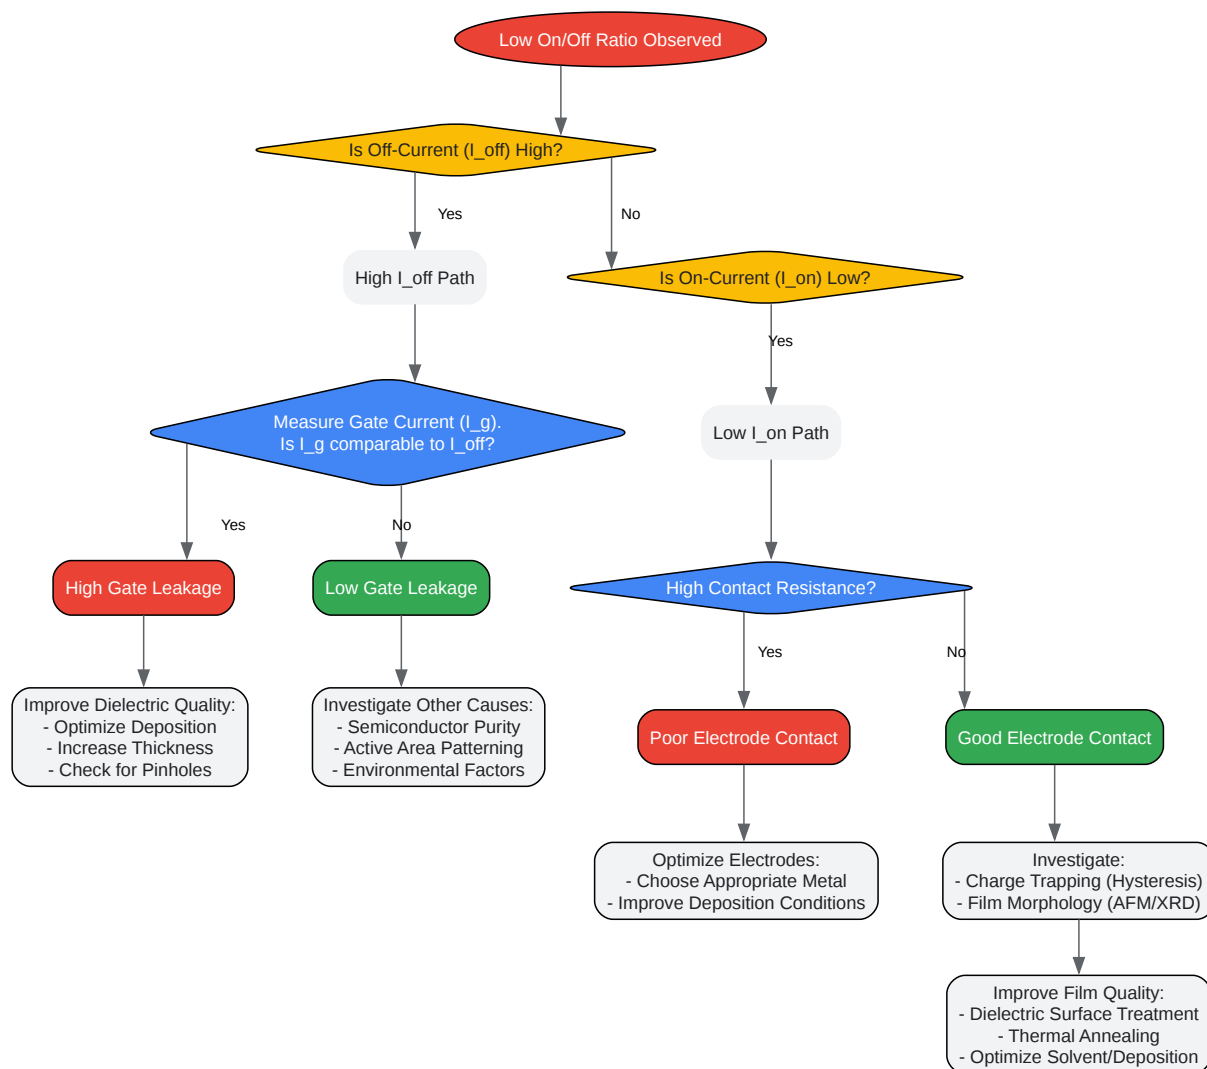 Low On/Off Ratio Observed
Is Off-Current (I_off) High?
Yes
No
High I_off Path
Is On-Current (I_on) Low?
Yes
Measure Gate Current (I_g).
Is I_g comparable to I_off?
Low I_on Path
Yes
No
High Gate Leakage
Low Gate Leakage
High Contact Resistance?
Yes
No
Improve Dielectric Quality:
- Optimize Deposition
- Increase Thickness
- Check for Pinholes
Investigate Other Causes:
- Semiconductor Purity
- Active Area Patterning
- Environmental Factors
Poor Electrode Contact
Good Electrode Contact
Optimize Electrodes:
- Choose Appropriate Metal
- Improve Deposition Conditions
Investigate:
- Charge Trapping (Hysteresis)
- Film Morphology (AFM/XRD)
Improve Film Quality:
- Dielectric Surface Treatment
- Thermal Annealing
- Optimize Solvent/Deposition